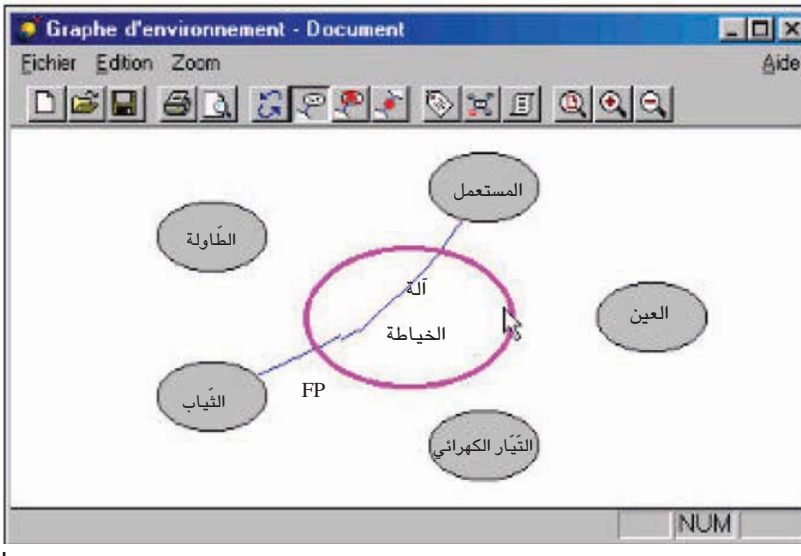 Graphe d'environnement - Document
Fichier Edition Zoom Aide
المستعمل
الطّاولة
آلة
الخياطة
العين
الثّياب
FP
التّيّار الكهرائي
NUM